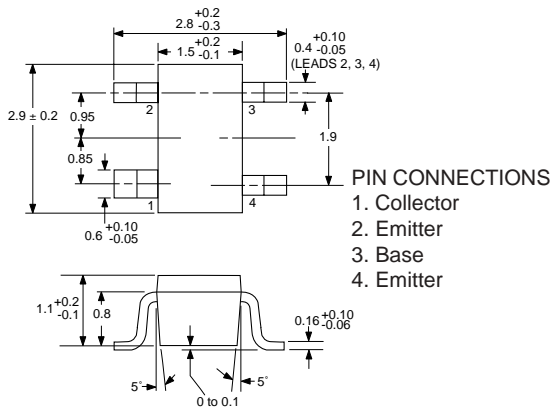 2.8 +0.2 -0.3
1.5 +0.2 -0.1
0.4 +0.10 -0.05
(LEADS 2, 3, 4)
2
3
2.9 ± 0.2
0.95
1.9
0.85
1
4
0.6 +0.10 -0.05
PIN CONNECTIONS
1. Collector
2. Emitter
3. Base
4. Emitter
1.1 +0.2 -0.1
0.8
0.16 +0.10 -0.06
5°
5°
0 to 0.1